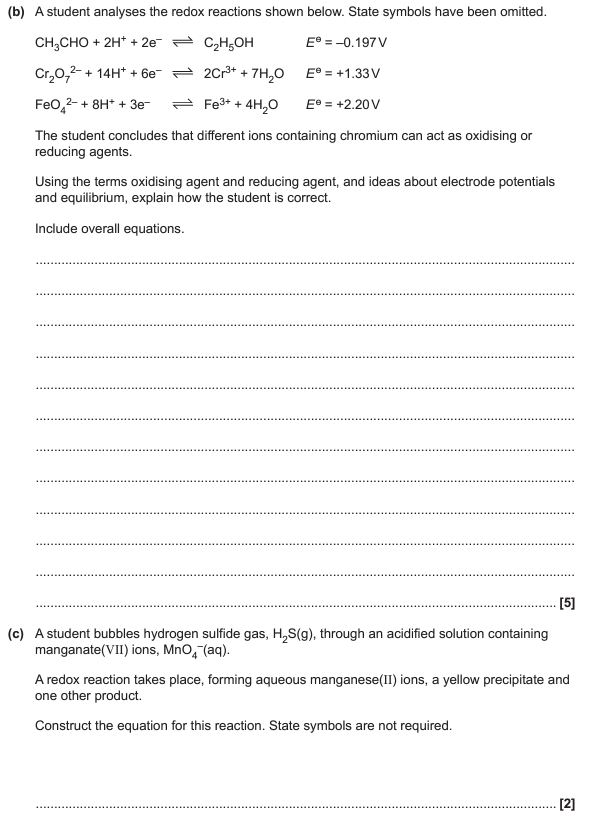 (b) A student analyses the redox reactions shown below. State symbols have been omitted.
CH₃CHO + 2H⁺ + 2e⁻ ⇌ C₂H₅OH E⦵ = –0.197 V
Cr₂O₇²⁻ + 14H⁺ + 6e⁻ ⇌ 2Cr³⁺ + 7H₂O E⦵ = +1.33 V
FeO₄²⁻ + 8H⁺ + 3e⁻ ⇌ Fe³⁺ + 4H₂O E⦵ = +2.20 V
The student concludes that different ions containing chromium can act as oxidising or
reducing agents.
Using the terms oxidising agent and reducing agent, and ideas about electrode potentials
and equilibrium, explain how the student is correct.
Include overall equations.
[5]
(c) A student bubbles hydrogen sulfide gas, H₂S(g), through an acidified solution containing
manganate(VII) ions, MnO₄⁻(aq).
A redox reaction takes place, forming aqueous manganese(II) ions, a yellow precipitate and
one other product.
Construct the equation for this reaction. State symbols are not required.
[2]